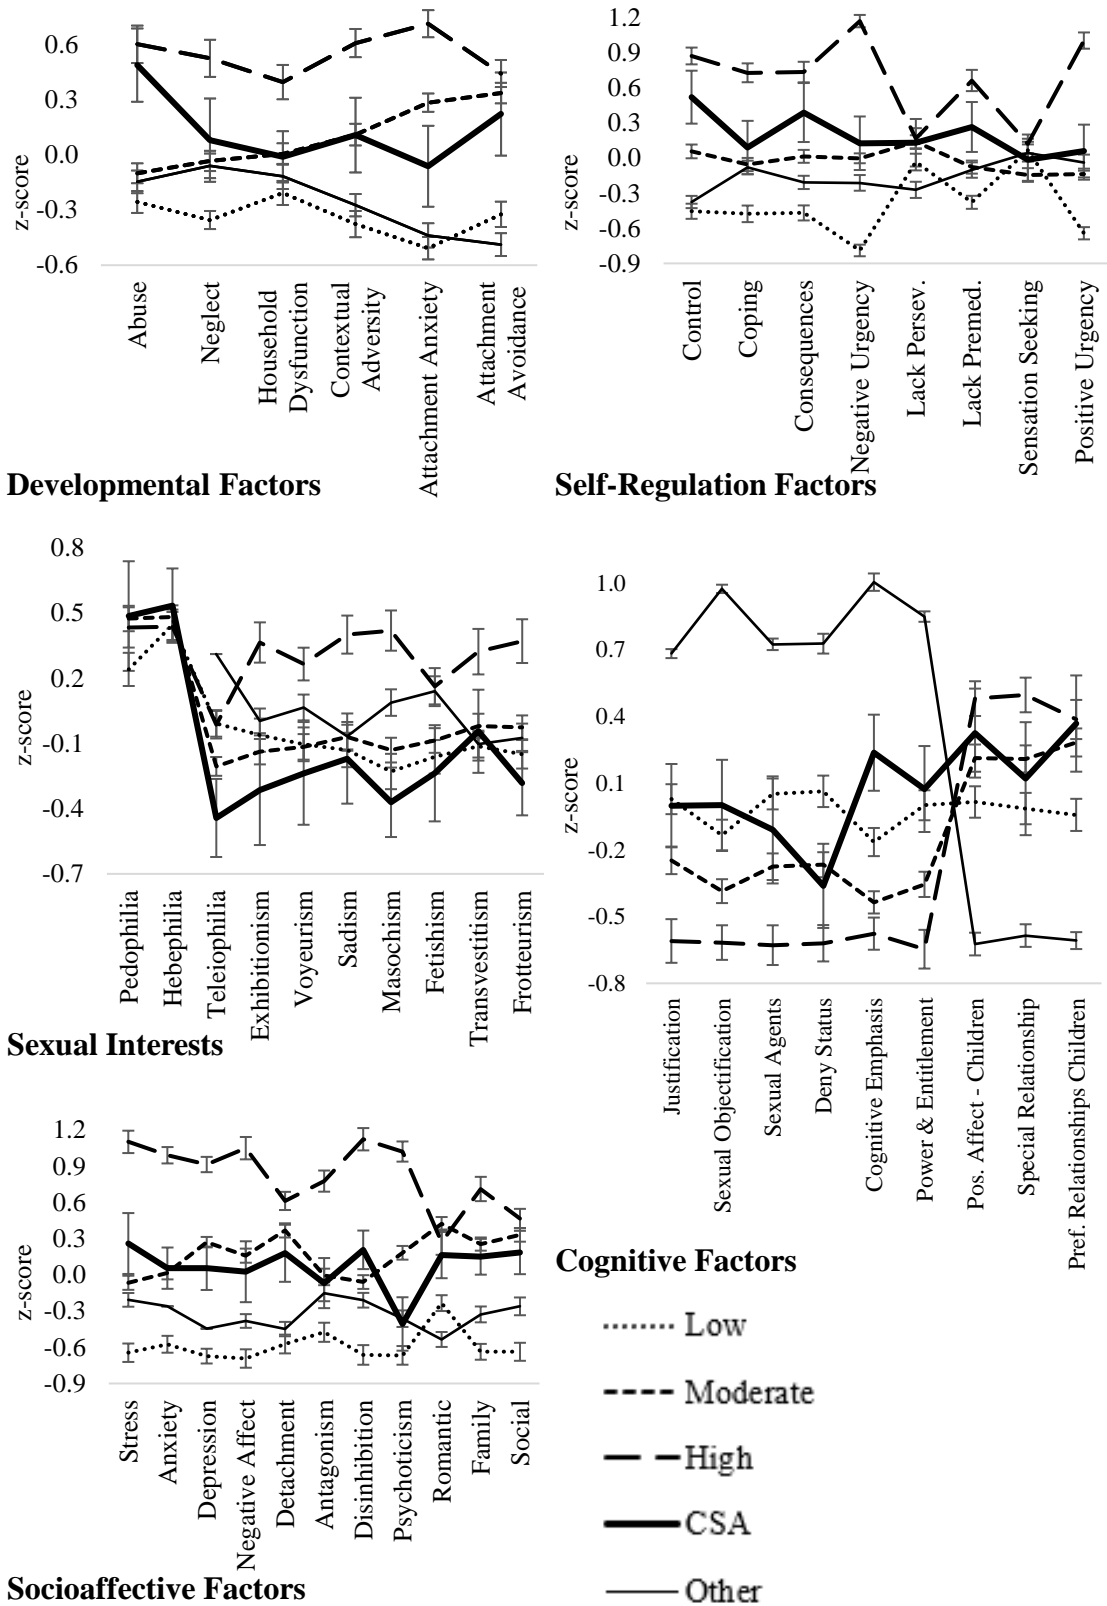 0.6
0.3
0.0
-0.3
-0.6
z-score
Abuse
Neglect
Household
Dysfunction
Contextual
Adversity
Attachment Anxiety
Attachment
Avoidance
Developmental Factors
1.2
0.9
0.6
0.3
0.0
-0.3
-0.6
-0.9
z-score
Control
Coping
Consequences
Negative Urgency
Lack Persev.
Lack Premed.
Sensation Seeking
Positive Urgency
Self-Regulation Factors
0.8
0.5
0.2
-0.1
-0.4
-0.7
z-score
Pedophilia
Hebephilia
Teleiophilia
Exhibitionism
Voyeurism
Sadism
Masochism
Fetishism
Transvestitism
Frotteurism
Sexual Interests
1.0
0.7
0.4
0.1
-0.2
-0.5
-0.8
z-score
Justification
Sexual Objectification
Sexual Agents
Deny Status
Cognitive Emphasis
Power & Entitlement
Pos. Affect - Children
Special Relationship
Pref. Relationships Children
Cognitive Factors
1.2
0.9
0.6
0.3
0.0
-0.3
-0.6
-0.9
z-score
Stress
Anxiety
Depression
Negative Affect
Detachment
Antagonism
Disinhibition
Psychoticism
Romantic
Family
Social
Socioaffective Factors
Low
Moderate
High
CSA
Other